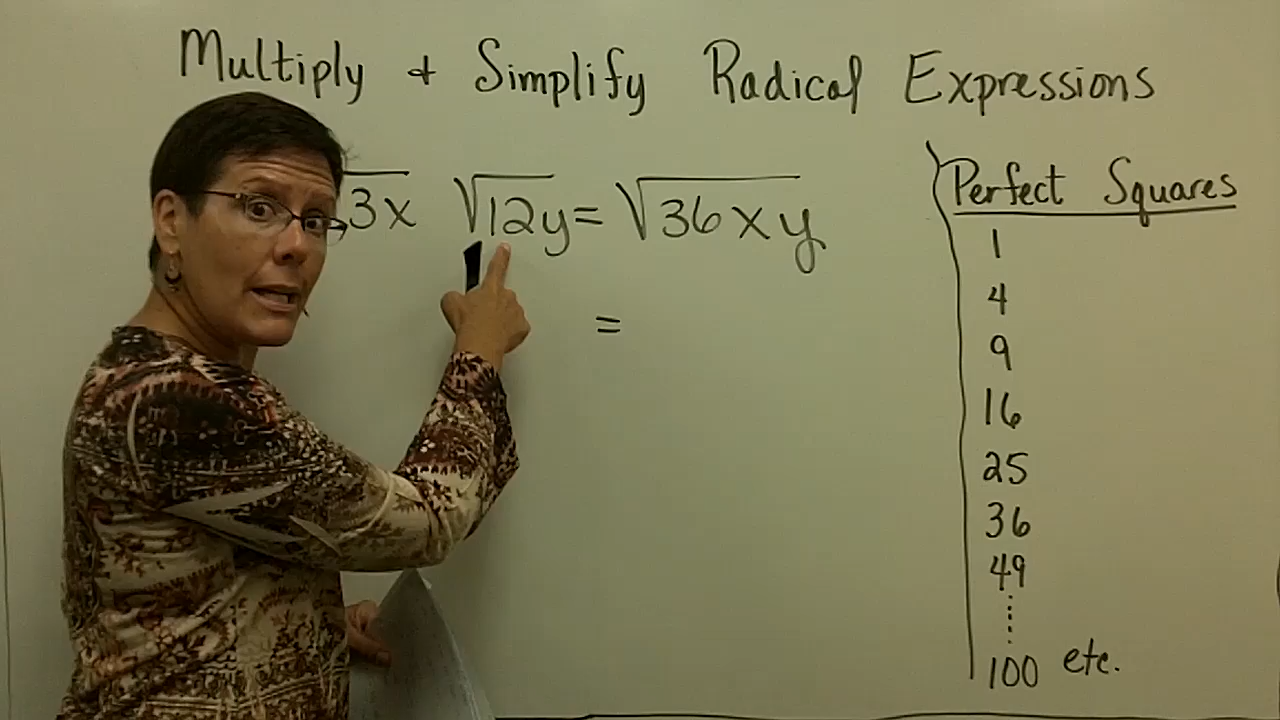 Multiply + Simplify Radical Expressions
√3x √12y = √36xy
=
Perfect Squares
1
4
9
16
25
36
49
⋮
100 etc.